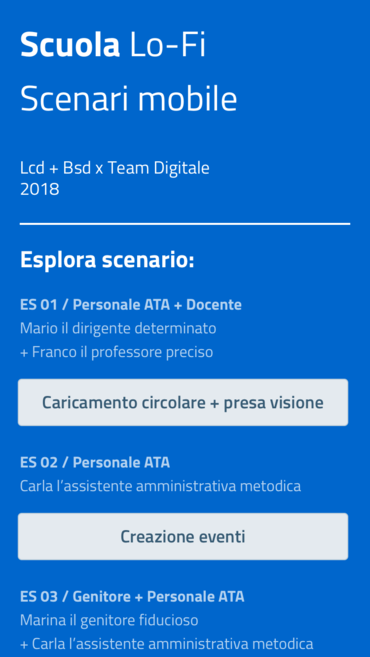 Scuola Lo-Fi
Scenari mobile
Lcd + Bsd x Team Digitale
2018
Esplora scenario:
ES 01 / Personale ATA + Docente
Mario il dirigente determinato
+ Franco il professore preciso
Caricamento circolare + presa visione
ES 02 / Personale ATA
Carla l’assistente amministrativa metodica
Creazione eventi
ES 03 / Genitore + Personale ATA
Marina il genitore fiducioso
+ Carla l’assistente amministrativa metodica